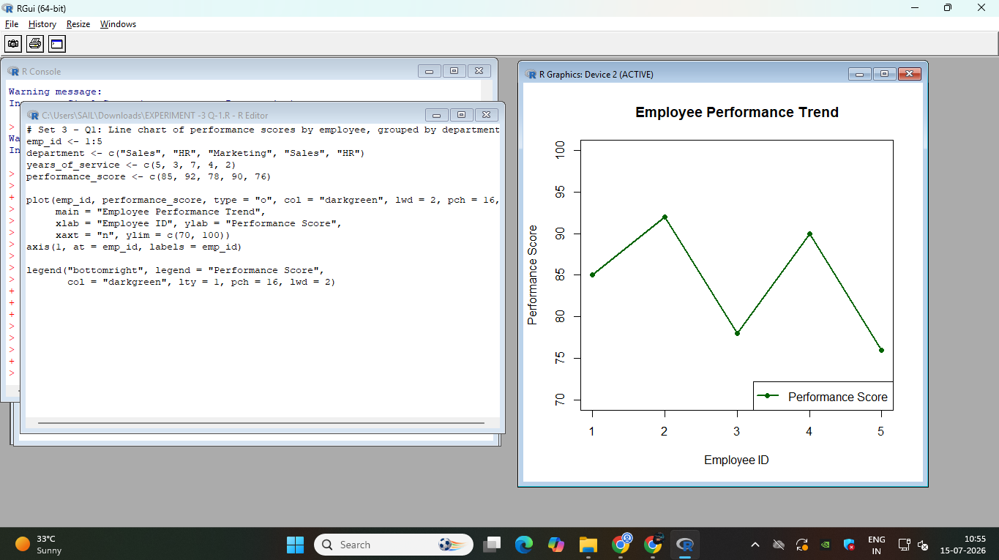 RGui (64-bit)
File History Resize Windows
R Console
Warning message:
In
>
Wa
In
>
>
+
>
>
>
>
>
>
>
+
+
+
>
>
>
+
>
C:\Users\SAIL\Downloads\EXPERIMENT -3 Q-1.R - R Editor
# Set 3 - Q1: Line chart of performance scores by employee, grouped by department
emp_id <- 1:5
department <- c("Sales", "HR", "Marketing", "Sales", "HR")
years_of_service <- c(5, 3, 7, 4, 2)
performance_score <- c(85, 92, 78, 90, 76)
plot(emp_id, performance_score, type = "o", col = "darkgreen", lwd = 2, pch = 16,
main = "Employee Performance Trend",
xlab = "Employee ID", ylab = "Performance Score",
xaxt = "n", ylim = c(70, 100))
axis(1, at = emp_id, labels = emp_id)
legend("bottomright", legend = "Performance Score",
col = "darkgreen", lty = 1, pch = 16, lwd = 2)
R Graphics: Device 2 (ACTIVE)
Employee Performance Trend
Performance Score
100
95
90
85
80
75
70
Performance Score
1 2 3 4 5
Employee ID
33°C
Sunny
Search
ENG
IN
10:55
15-07-2026